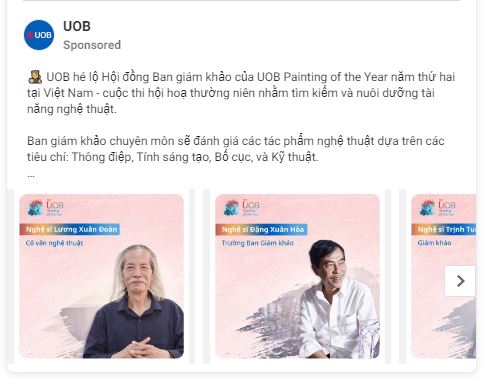 UOB
UOB
Sponsored
UOB hé lộ Hội đồng Ban giám khảo của UOB Painting of the Year năm thứ hai
tại Việt Nam - cuộc thi hội hoạ thường niên nhằm tìm kiếm và nuôi dưỡng tài
năng nghệ thuật.
Ban giám khảo chuyên môn sẽ đánh giá các tác phẩm nghệ thuật dựa trên các
tiêu chí: Thông điệp, Tính sáng tạo, Bố cục, và Kỹ thuật.
...
UOB
Painting
of the Year
Nghệ sĩ Lương Xuân Đoàn
Cố vấn nghệ thuật
UOB
Painting
of the Year
Nghệ sĩ Đặng Xuân Hòa
Trưởng Ban Giám khảo
UOB
Painting
of the Year
Nghệ sĩ Trịnh
Giám khảo